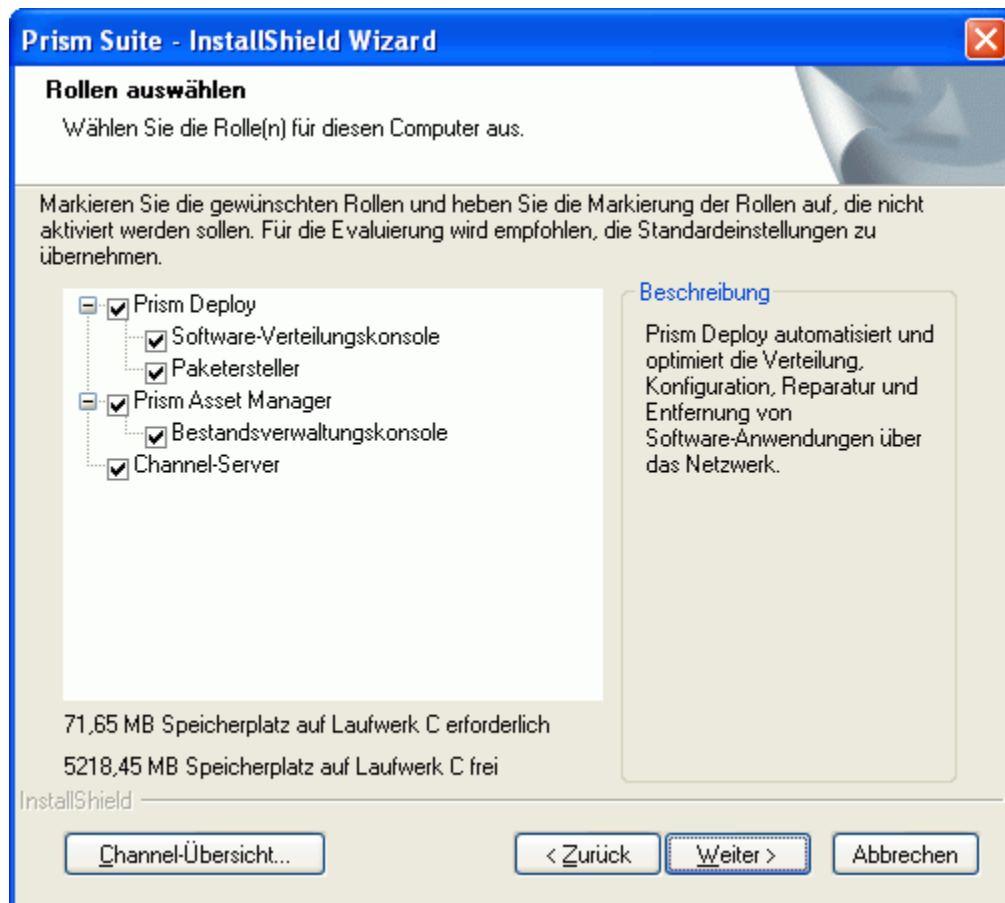 Prism Suite - InstallShield Wizard
Rollen auswählen
Wählen Sie die Rolle(n) für diesen Computer aus.
Markieren Sie die gewünschten Rollen und heben Sie die Markierung der Rollen auf, die nicht
aktiviert werden sollen. Für die Evaluierung wird empfohlen, die Standardeinstellungen zu
übernehmen.
Prism Deploy
Software-Verteilungskonsole
Paketersteller
Prism Asset Manager
Bestandsverwaltungskonsole
Channel-Server
Beschreibung
Prism Deploy automatisiert und
optimiert die Verteilung,
Konfiguration, Reparatur und
Entfernung von
Software-Anwendungen über
das Netzwerk.
71,65 MB Speicherplatz auf Laufwerk C erforderlich
5218,45 MB Speicherplatz auf Laufwerk C frei
InstallShield
Channel-Übersicht...
< Zurück
Weiter >
Abbrechen